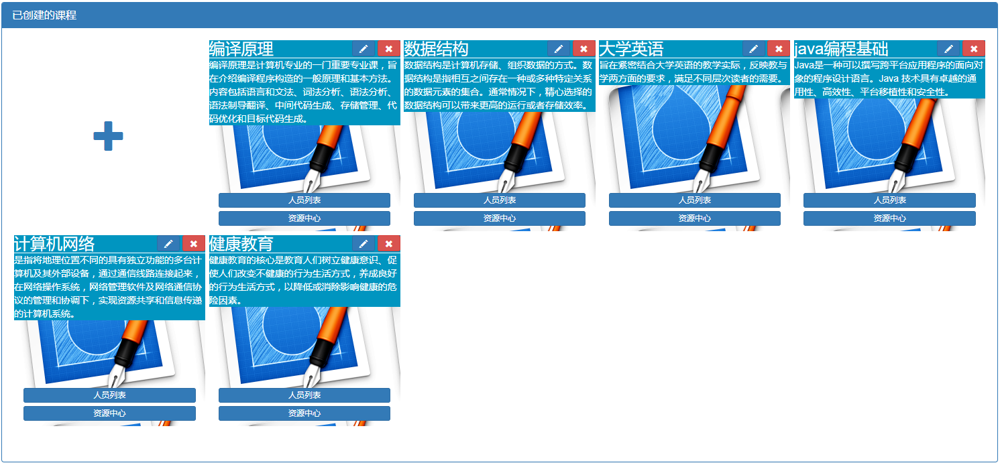 已创建的课程
编译原理
编译原理是计算机专业的一门重要专业课，旨
在介绍编译程序构造的一般原理和基本方法。
内容包括语言和文法、词法分析、语法分析、
语法制导翻译、中间代码生成、存储管理、代
码优化和目标代码生成。
人员列表
资源中心
数据结构
数据结构是计算机存储、组织数据的方式。数
据结构是指相互之间存在一种或多种特定关系
的数据元素的集合。通常情况下，精心选择的
数据结构可以带来更高的运行或者存储效率。
人员列表
资源中心
大学英语
旨在紧密结合大学英语的教学实际，反映教与
学两方面的要求，满足不同层次读者的需要。
人员列表
资源中心
java编程基础
Java是一种可以撰写跨平台应用程序的面向对
象的程序设计语言。Java 技术具有卓越的通
用性、高效性、平台移植性和安全性。
人员列表
资源中心
计算机网络
是指将地理位置不同的具有独立功能的多台计
算机及其外部设备，通过通信线路连接起来，
在网络操作系统，网络管理软件及网络通信协
议的管理和协调下，实现资源共享和信息传递
的计算机系统。
人员列表
资源中心
健康教育
健康教育的核心是教育人们树立健康意识、促
使人们改变不健康的行为生活方式，养成良好
的行为生活方式，以降低或消除影响健康的危
险因素。
人员列表
资源中心